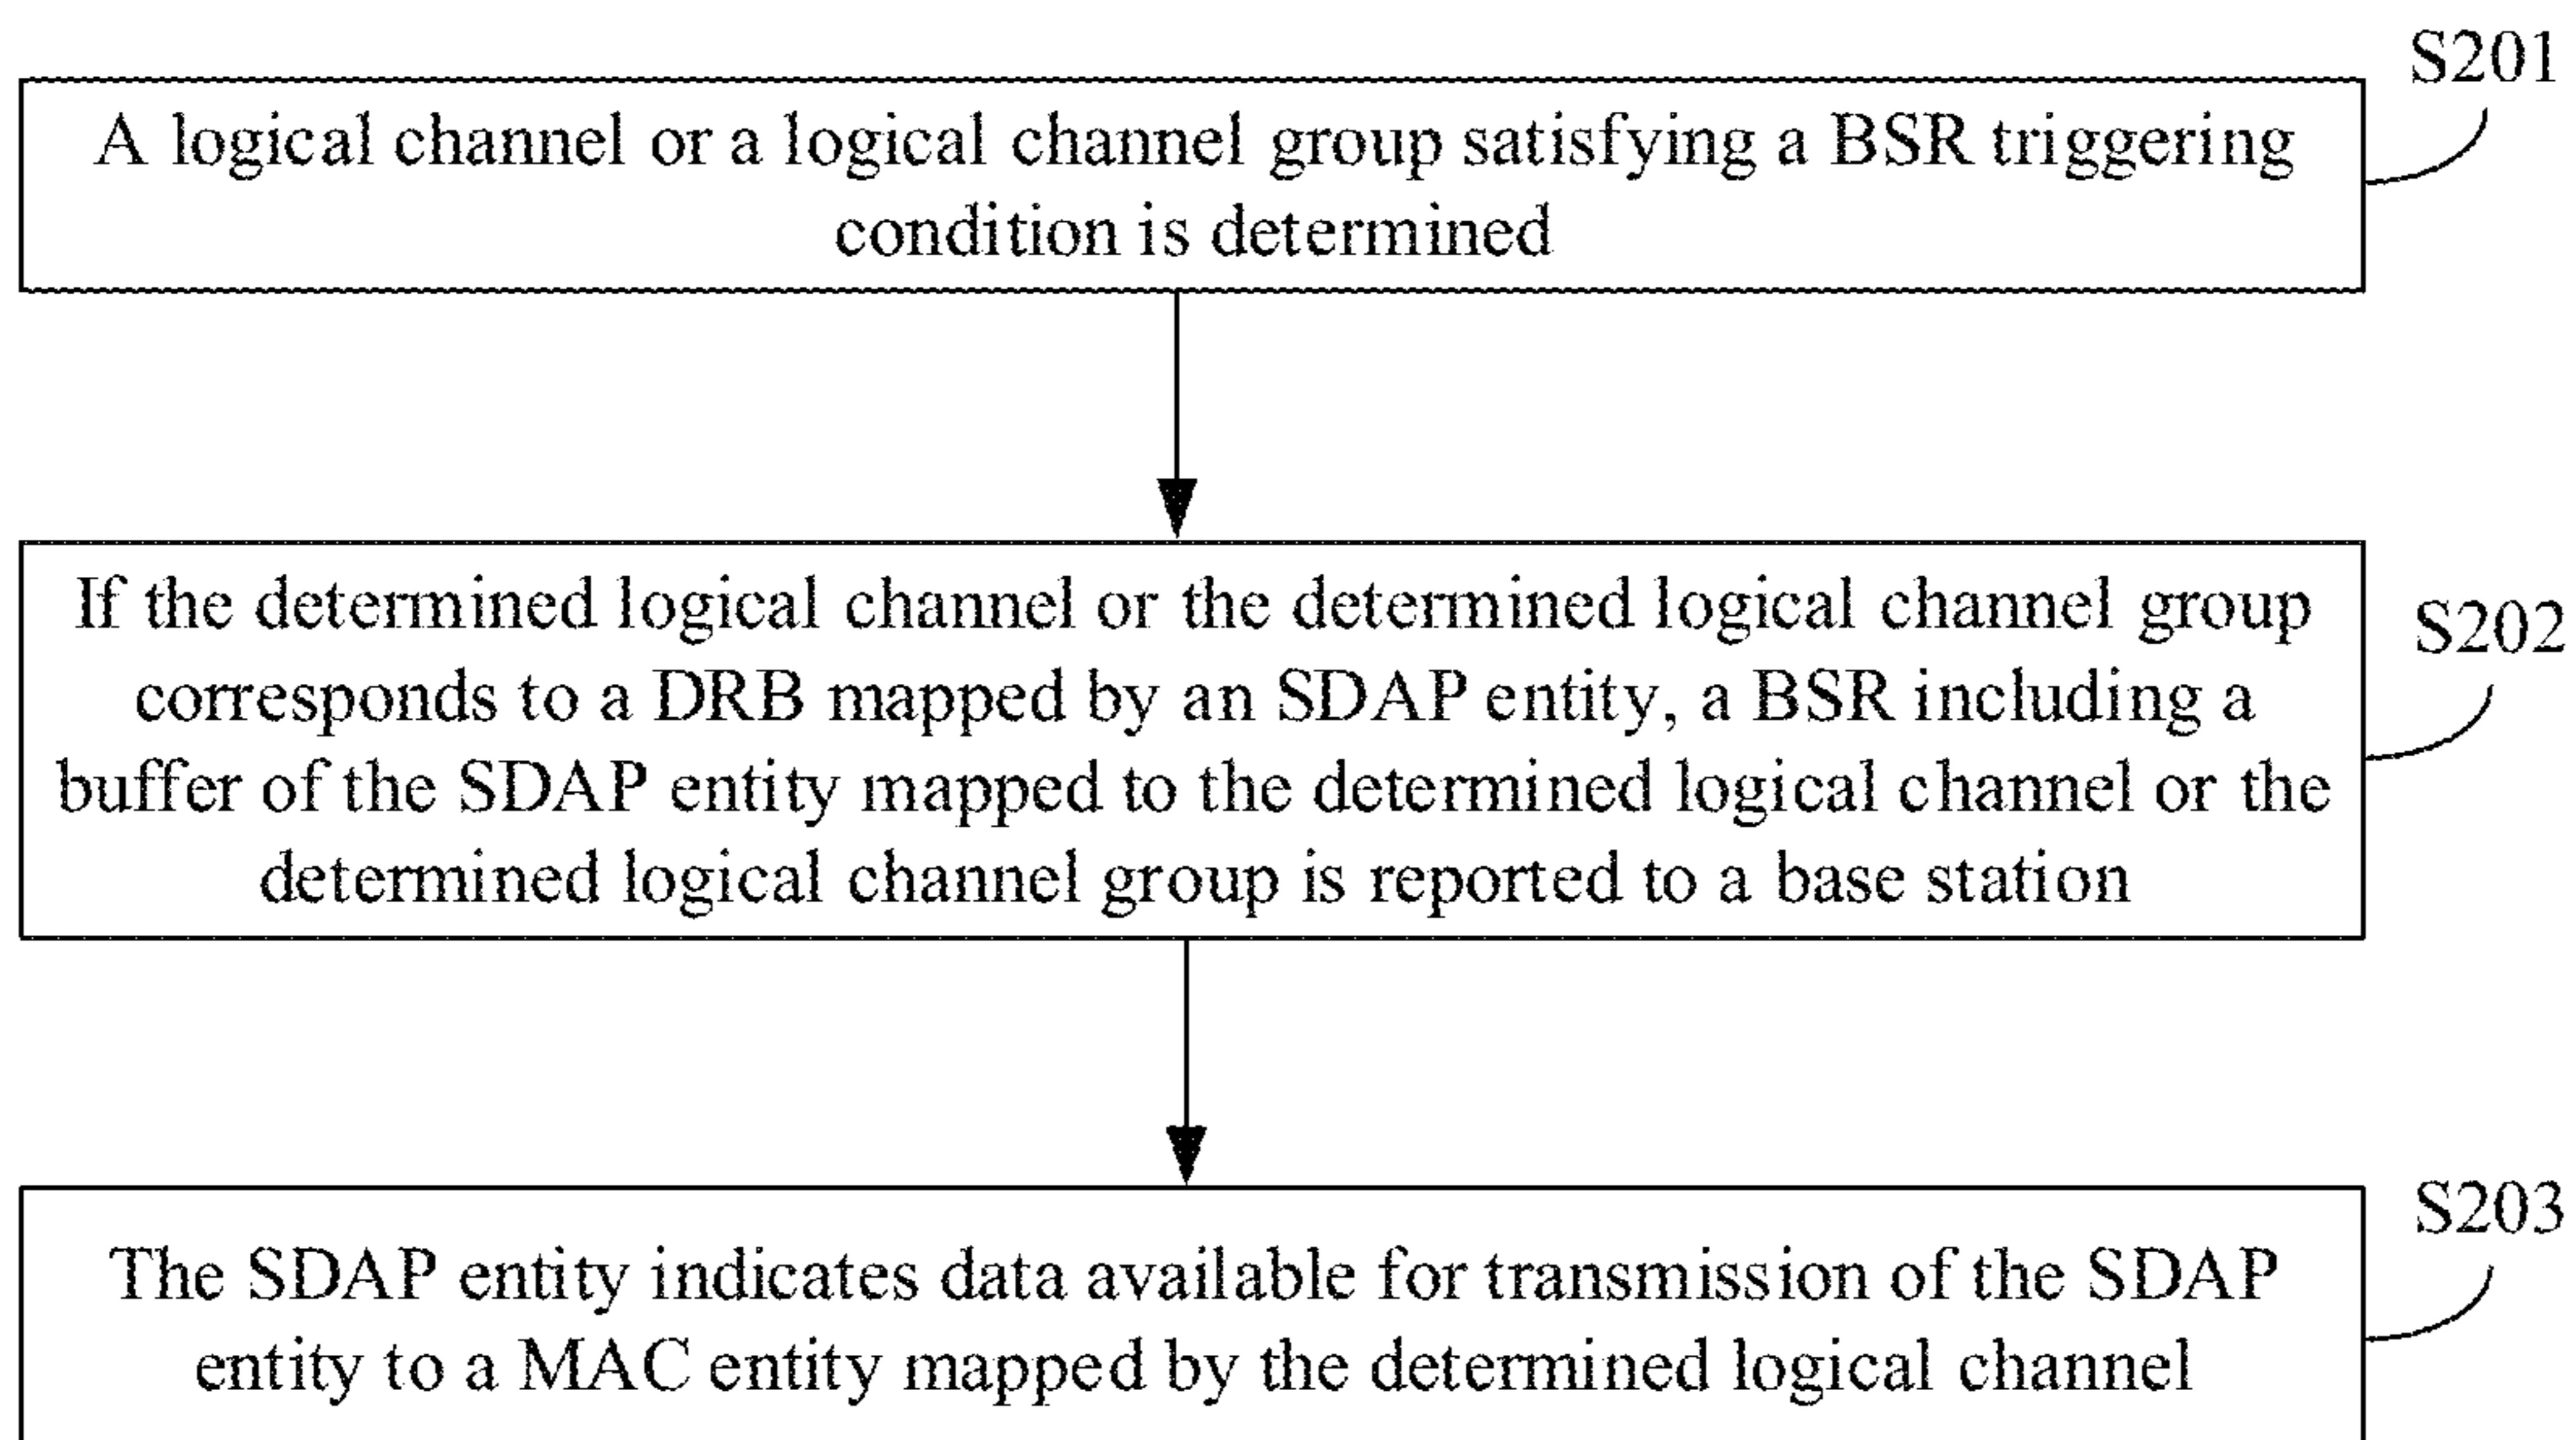 S201
A logical channel or a logical channel group satisfying a BSR triggering
condition is determined
If the determined logical channel or the determined logical channel group
corresponds to a DRB mapped by an SDAP entity, a BSR including a
buffer of the SDAP entity mapped to the determined logical channel or the
determined logical channel group is reported to a base station
S202
S203
The SDAP entity indicates data available for transmission of the SDAP
entity to a MAC entity mapped by the determined logical channel